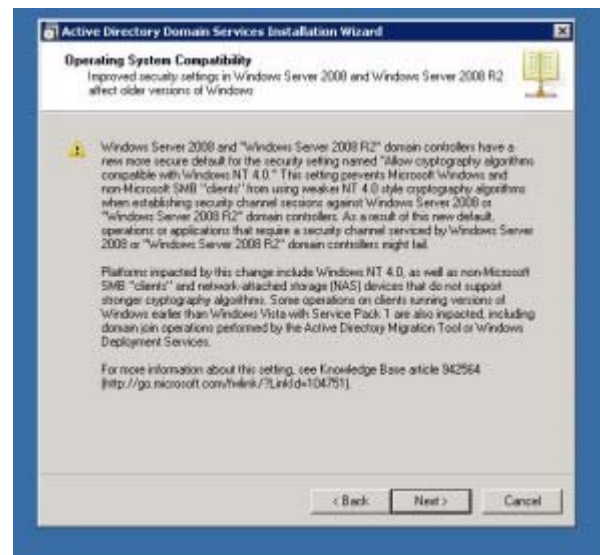 Active Directory Domain Services Installation Wizard
Operating System Compatibility
Improved security settings in Windows Server 2008 and Windows Server 2008 R2
affect older versions of Windows
Windows Server 2008 and "Windows Server 2008 R2" domain controllers have a
new more secure default for the security setting named "Allow cryptography algorithms
compatible with Windows NT 4.0." This setting prevents Microsoft Windows and
non-Microsoft SMB "clients" from using weaker NT 4.0 style cryptography algorithms
when establishing security channel sessions against Windows Server 2008 or
"Windows Server 2008 R2" domain controllers. As a result of this new default,
operations or applications that require a security channel serviced by Windows Server
2008 or "Windows Server 2008 R2" domain controllers might fail.
Platforms impacted by this change include Windows NT 4.0, as well as non-Microsoft
SMB "clients" and network-attached storage (NAS) devices that do not support
stronger cryptography algorithms. Some operations on clients running versions of
Windows earlier than Windows Vista with Service Pack 1 are also impacted, including
domain join operations performed by the Active Directory Migration Tool or Windows
Deployment Services.
For more information about this setting, see Knowledge Base article 942564
(http://go.microsoft.com/fwlink/?LinkId=104751).
< Back
Next >
Cancel